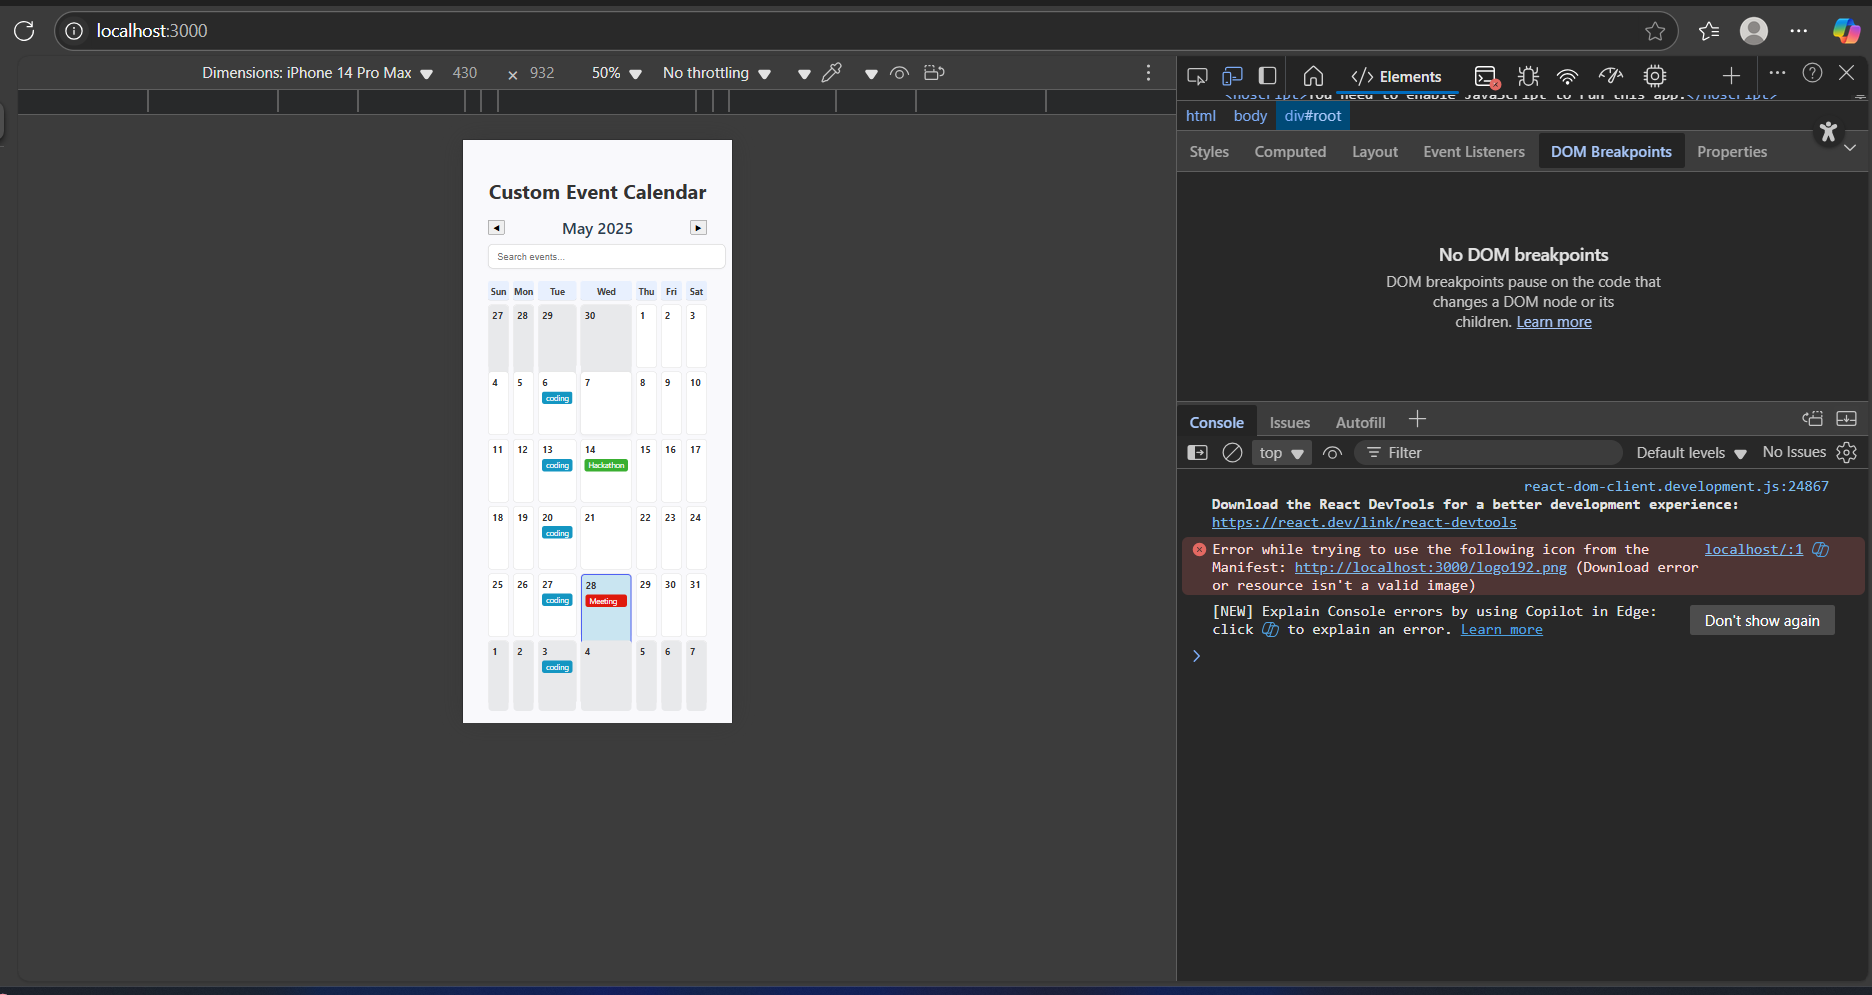 localhost:3000
Dimensions: iPhone 14 Pro Max 430 × 932 50% No throttling
Custom Event Calendar
May 2025
Search events...
Sun Mon Tue Wed Thu Fri Sat
27 28 29 30 1 2 3
4 5 6 7 8 9 10
coding
11 12 13 14 15 16 17
coding Hackathon
18 19 20 21 22 23 24
coding
25 26 27 28 29 30 31
coding Meeting
1 2 3 4 5 6 7
coding
</> Elements
<noscript>You need to enable JavaScript to run this app.</noscript>
html body div#root
Styles Computed Layout Event Listeners DOM Breakpoints Properties
No DOM breakpoints
DOM breakpoints pause on the code that
changes a DOM node or its
children. Learn more
Console Issues Autofill
top Filter Default levels No Issues
react-dom-client.development.js:24867
Download the React DevTools for a better development experience:
https://react.dev/link/react-devtools
Error while trying to use the following icon from the localhost/:1
Manifest: http://localhost:3000/logo192.png (Download error
or resource isn't a valid image)
[NEW] Explain Console errors by using Copilot in Edge:
click to explain an error. Learn more
Don't show again